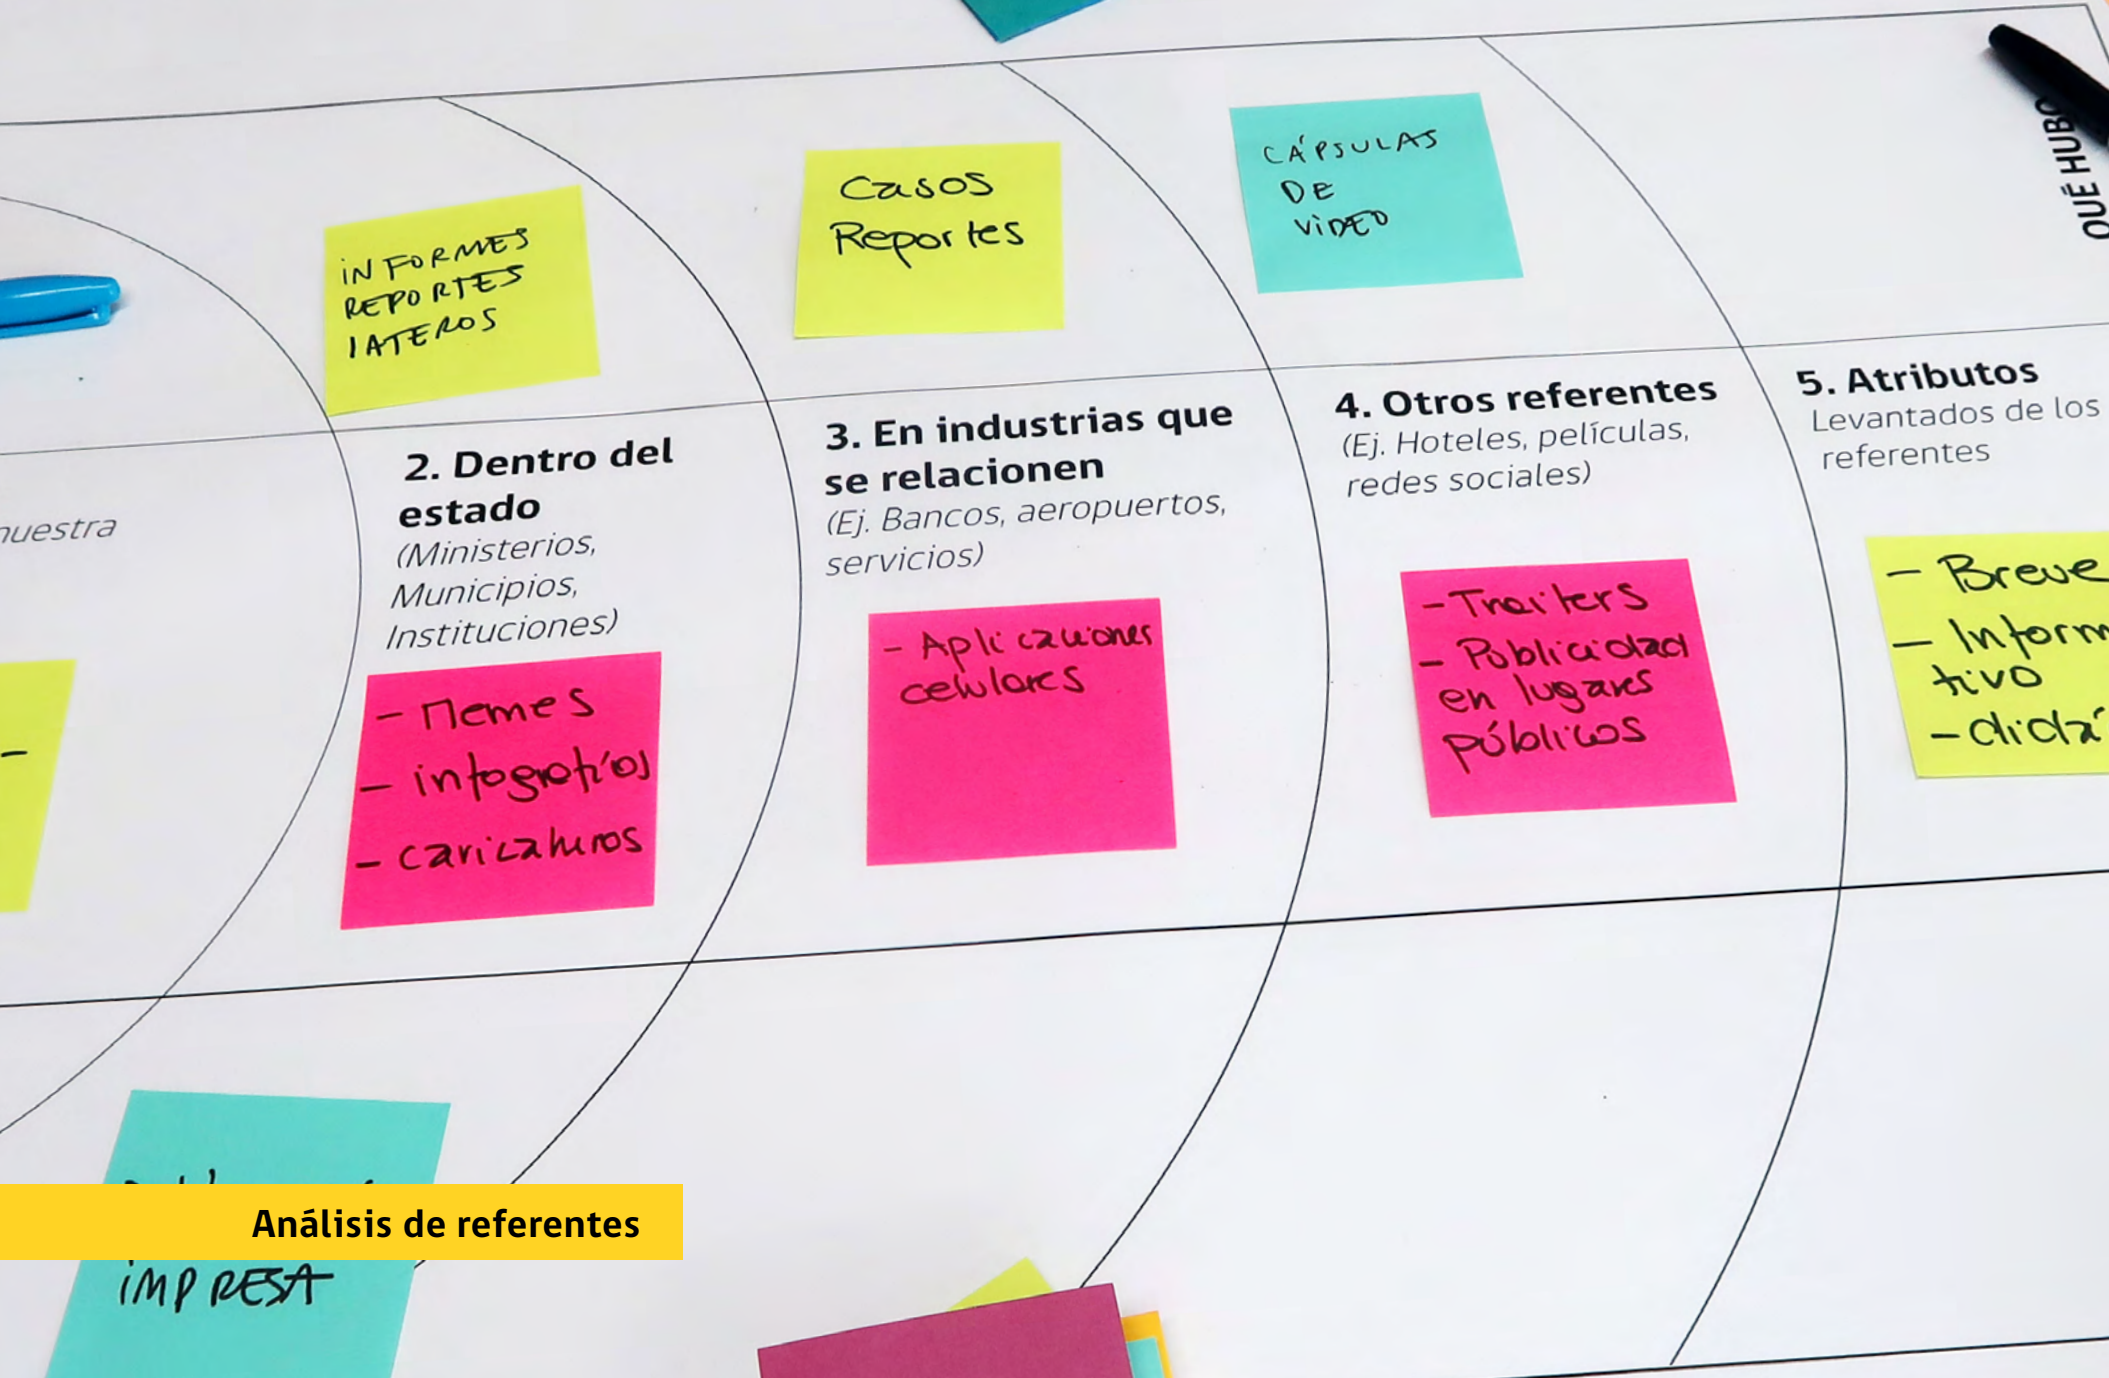 QUÉ HUBO
CÁPSULAS
DE
VIDEO
Casos
Reportes
INFORMES
REPORTES
LATEROS
nuestra
2. Dentro del
estado
(Ministerios,
Municipios,
Instituciones)
3. En industrias que
se relacionen
(Ej. Bancos, aeropuertos,
servicios)
4. Otros referentes
(Ej. Hoteles, películas,
redes sociales)
5. Atributos
Levantados de los
referentes
- Memes
- infografías
- caricaturas
- Aplicaciones
celulares
- Trailers
- Publicidad
en lugares
públicos
- Breve
- Inform
tivo
- didá
Análisis de referentes
IMPRESA